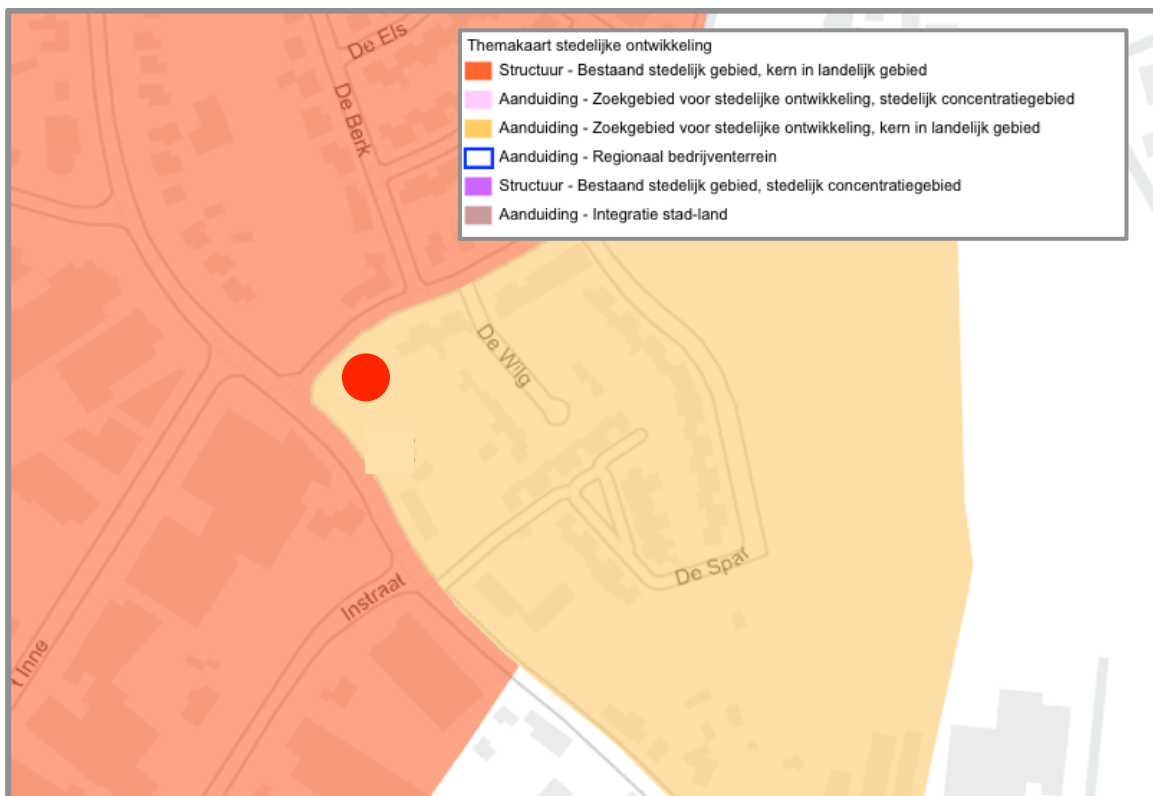 De Els
De Berk
Themakaart stedelijke ontwikkeling
Structuur - Bestaand stedelijk gebied, kern in landelijk gebied
Aanduiding - Zoekgebied voor stedelijke ontwikkeling, stedelijk concentratiegebied
Aanduiding - Zoekgebied voor stedelijke ontwikkeling, kern in landelijk gebied
Aanduiding - Regionaal bedrijventerrein
Structuur - Bestaand stedelijk gebied, stedelijk concentratiegebied
Aanduiding - Integratie stad-land
De Wilg
De Spar
Instraat
t Inne